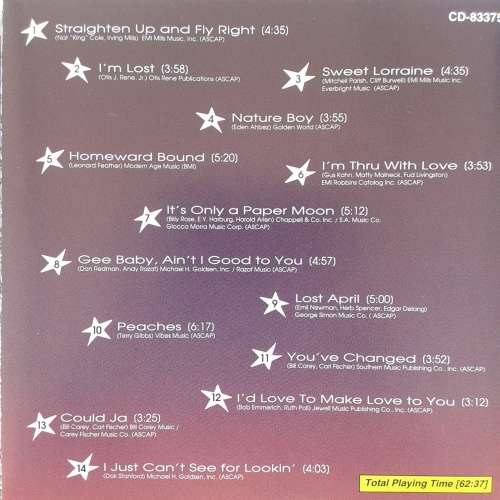 CD-83375
1 Straighten Up and Fly Right (4:35)
(Nat "King" Cole, Irving Mills) EMI Mills Music, Inc. (ASCAP)
2 I'm Lost (3:58)
(Otis J. Rene, Jr.) Otis Rene Publications (ASCAP)
3 Sweet Lorraine (4:35)
(Mitchell Parish, Cliff Burwell) EMI Mills Music Inc.
Everbright Music (ASCAP)
4 Nature Boy (3:55)
(Eden Ahbez) Golden World (ASCAP)
5 Homeward Bound (5:20)
(Leonard Feather) Modern Age Music (BMI)
6 I'm Thru With Love (3:53)
(Gus Kahn, Matty Malneck, Fud Livingston)
EMI Robbins Catalog Inc. (ASCAP)
7 It's Only a Paper Moon (5:12)
(Billy Rose, E.Y. Harburg, Harold Arlen) Chappell & Co. Inc. / S.A. Music Co.
Glocca Morra Music Corp. (ASCAP)
8 Gee Baby, Ain't I Good to You (4:57)
(Don Redman, Andy Razaf) Michael H. Goldsen, Inc. / Razaf Music (ASCAP)
9 Lost April (5:00)
(Emil Newman, Herb Spencer, Edgar Delang)
George Simon Music Co. ( ASCAP)
10 Peaches (6:17)
(Terry Gibbs) Vibes Music (ASCAP)
11 You've Changed (3:52)
(Bill Carey, Carl Fischer) Southern Music Publishing Co., Inc. (ASCAP)
12 I'd Love To Make Love to You (3:12)
(Bob Emmerich, Ruth Poll) Jewell Music Publishing Co., Inc. (ASCAP)
13 Could Ja (3:25)
(Bill Carey, Carl Fischer) Bill Carey Music /
Carey Fischer Music Co. (ASCAP)
14 I Just Can't See for Lookin' (4:03)
(Dok Stanford) Michael H. Goldsen, Inc. (ASCAP)
Total Playing Time [62:37]